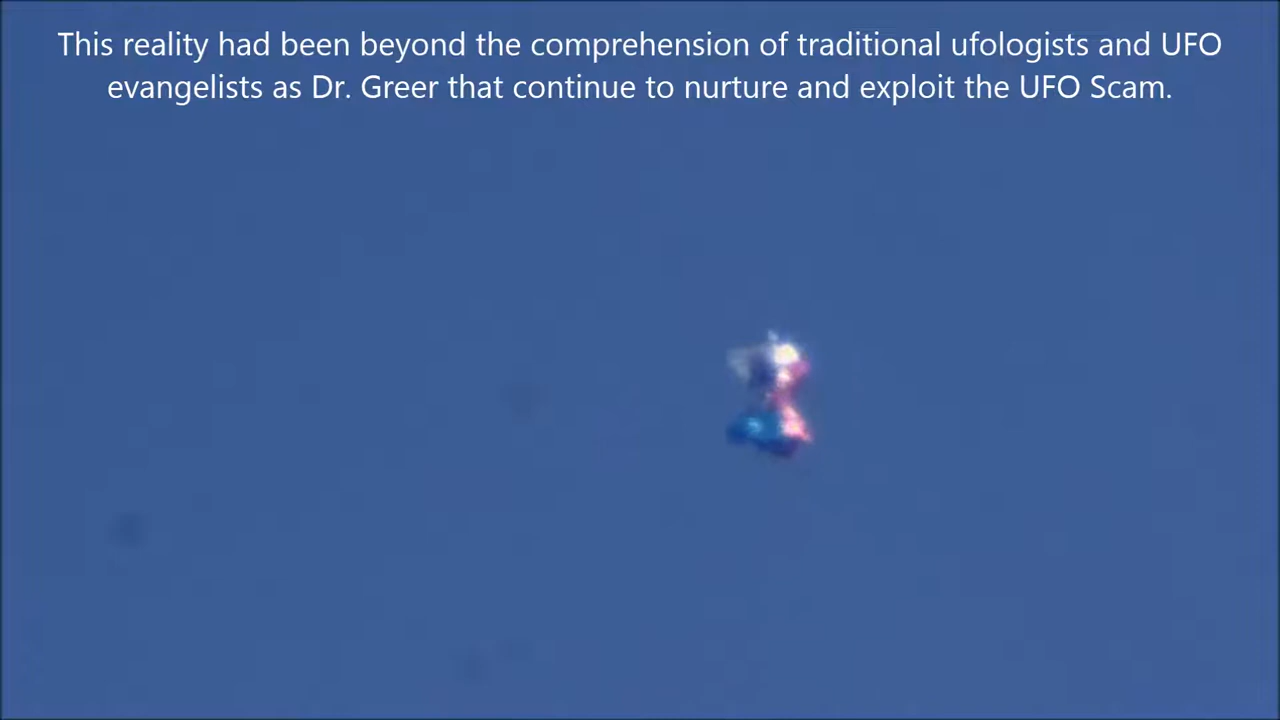 This reality had been beyond the comprehension of traditional ufologists and UFO
evangelists as Dr. Greer that continue to nurture and exploit the UFO Scam.